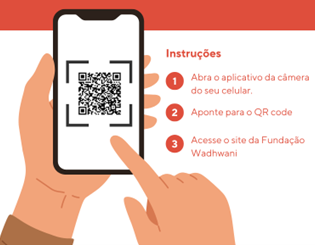 Instruções
1 Abra o aplicativo da câmera
do seu celular.
2 Aponte para o QR code
3 Acesse o site da Fundação
Wadhwani